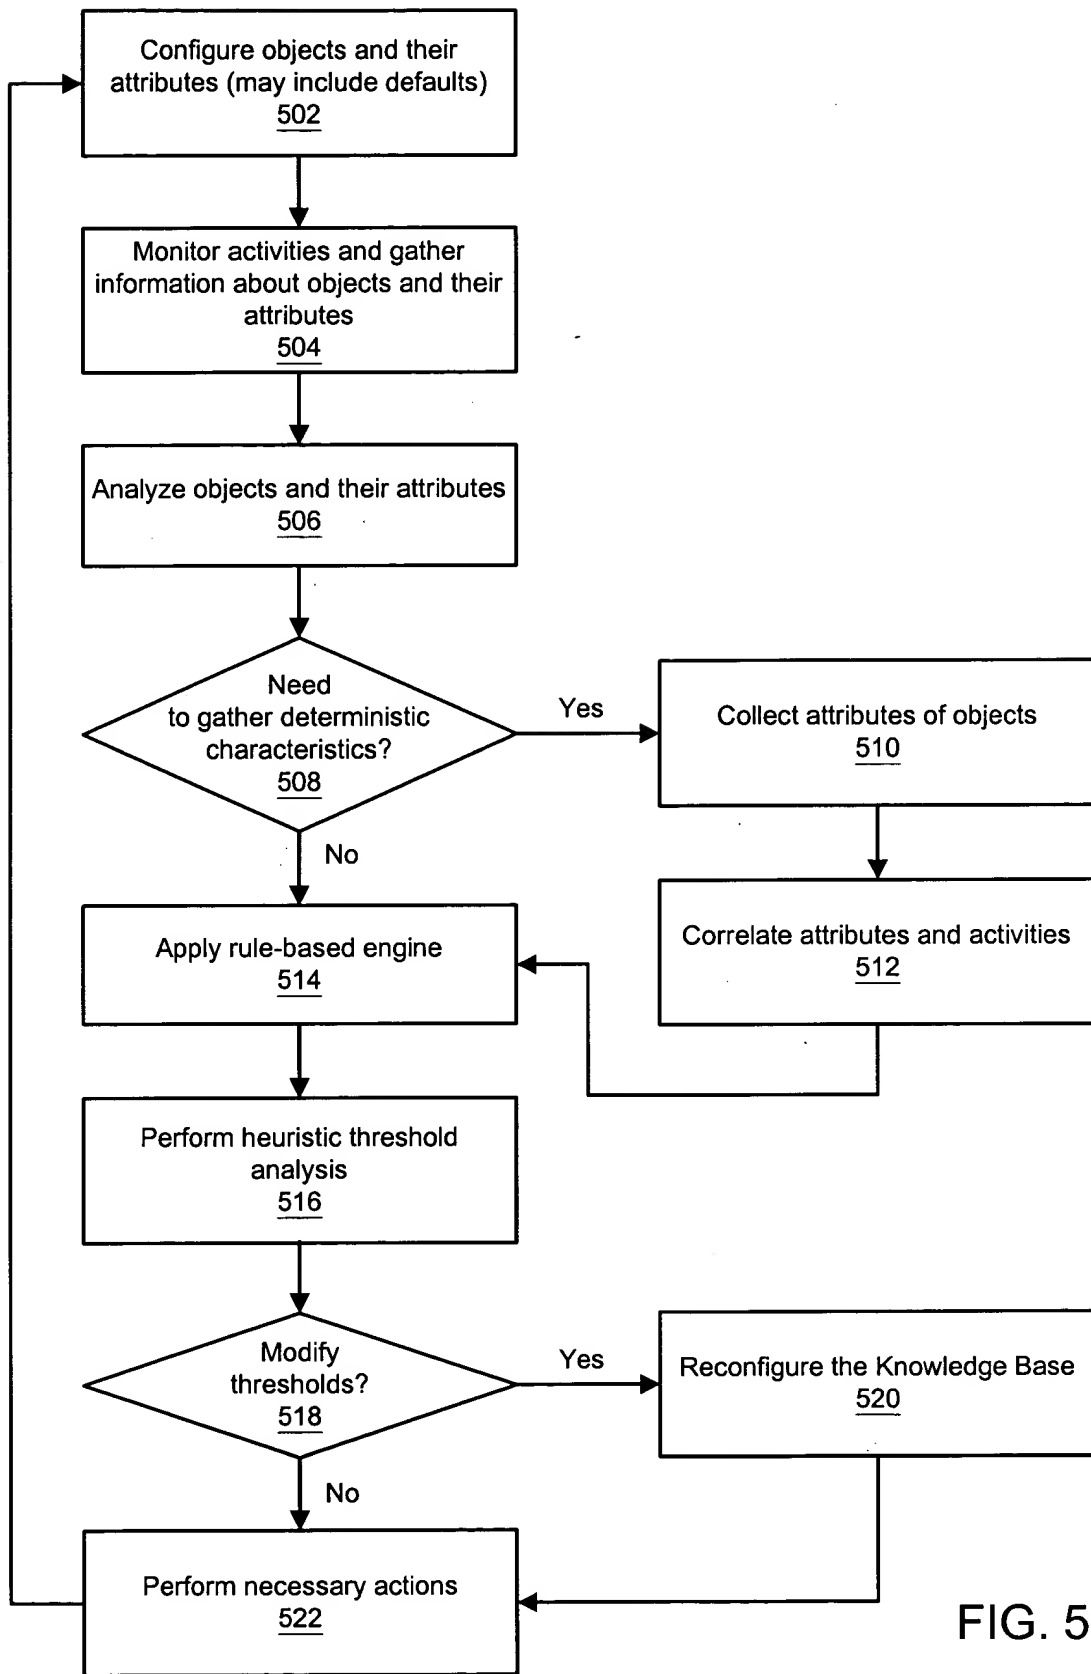 Configure objects and their
attributes (may include defaults)
502
Monitor activities and gather
information about objects and their
attributes
504
Analyze objects and their attributes
506
Need
to gather deterministic
characteristics?
508
Yes
Collect attributes of objects
510
Correlate attributes and activities
512
No
Apply rule-based engine
514
Perform heuristic threshold
analysis
516
Modify
thresholds?
518
Yes
Reconfigure the Knowledge Base
520
No
Perform necessary actions
522
FIG. 5